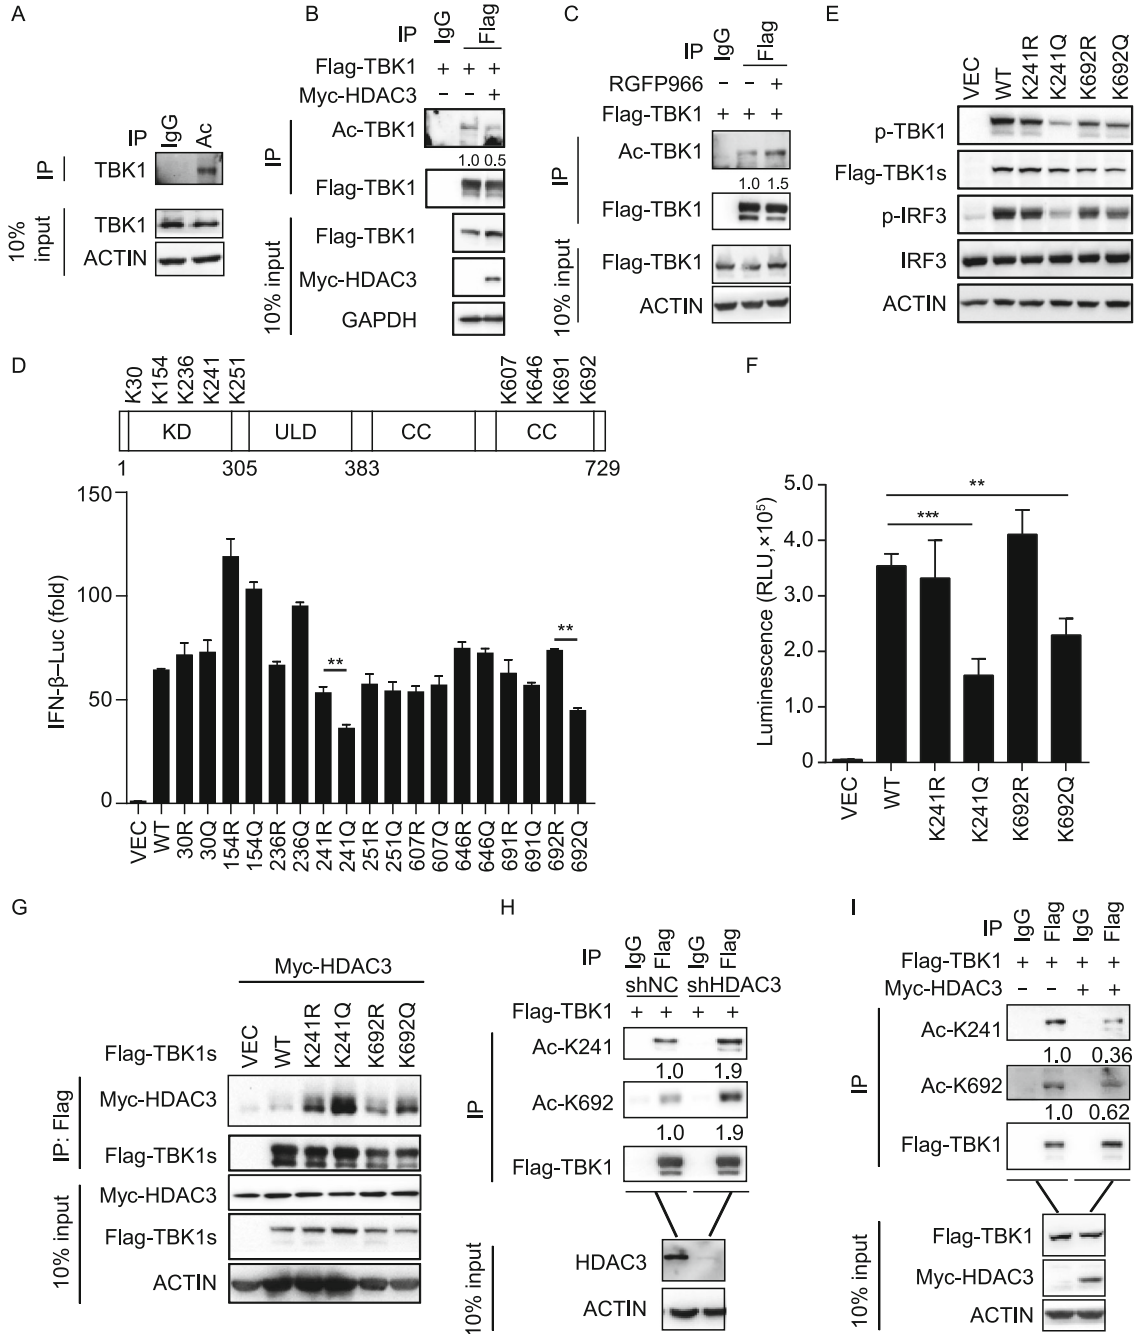 A
IP
IgG
Ac
IP
TBK1
10% input
TBK1
ACTIN
B
IP
IgG
Flag
Flag-TBK1 + + +
Myc-HDAC3 − − +
IP
Ac-TBK1
1.0 0.5
Flag-TBK1
10% input
Flag-TBK1
Myc-HDAC3
GAPDH
C
IP
IgG
Flag
RGFP966 − − +
Flag-TBK1 + + +
IP
Ac-TBK1
1.0 1.5
Flag-TBK1
10% input
Flag-TBK1
ACTIN
E
VEC
WT
K241R
K241Q
K692R
K692Q
p-TBK1
Flag-TBK1s
p-IRF3
IRF3
ACTIN
D
K30
K154
K236
K241
K251
K607
K646
K691
K692
KD ULD CC CC
1 305 383 729
IFN-β–Luc (fold)
150
100
50
0
**
**
VEC
WT
30R
30Q
154R
154Q
236R
236Q
241R
241Q
251R
251Q
607R
607Q
646R
646Q
691R
691Q
692R
692Q
F
Luminescence (RLU,×10⁵)
5.0
4.0
3.0
2.0
1.0
0
**
***
VEC
WT
K241R
K241Q
K692R
K692Q
G
Myc-HDAC3
Flag-TBK1s
VEC
WT
K241R
K241Q
K692R
K692Q
IP: Flag
Myc-HDAC3
Flag-TBK1s
10% input
Myc-HDAC3
Flag-TBK1s
ACTIN
H
IP
IgG
Flag
IgG
Flag
shNC shHDAC3
Flag-TBK1 + + + +
IP
Ac-K241
1.0 1.9
Ac-K692
1.0 1.9
Flag-TBK1
10% input
HDAC3
ACTIN
I
IP
IgG
Flag
IgG
Flag
Flag-TBK1 + + + +
Myc-HDAC3 − − + +
IP
Ac-K241
1.0 0.36
Ac-K692
1.0 0.62
Flag-TBK1
10% input
Flag-TBK1
Myc-HDAC3
ACTIN